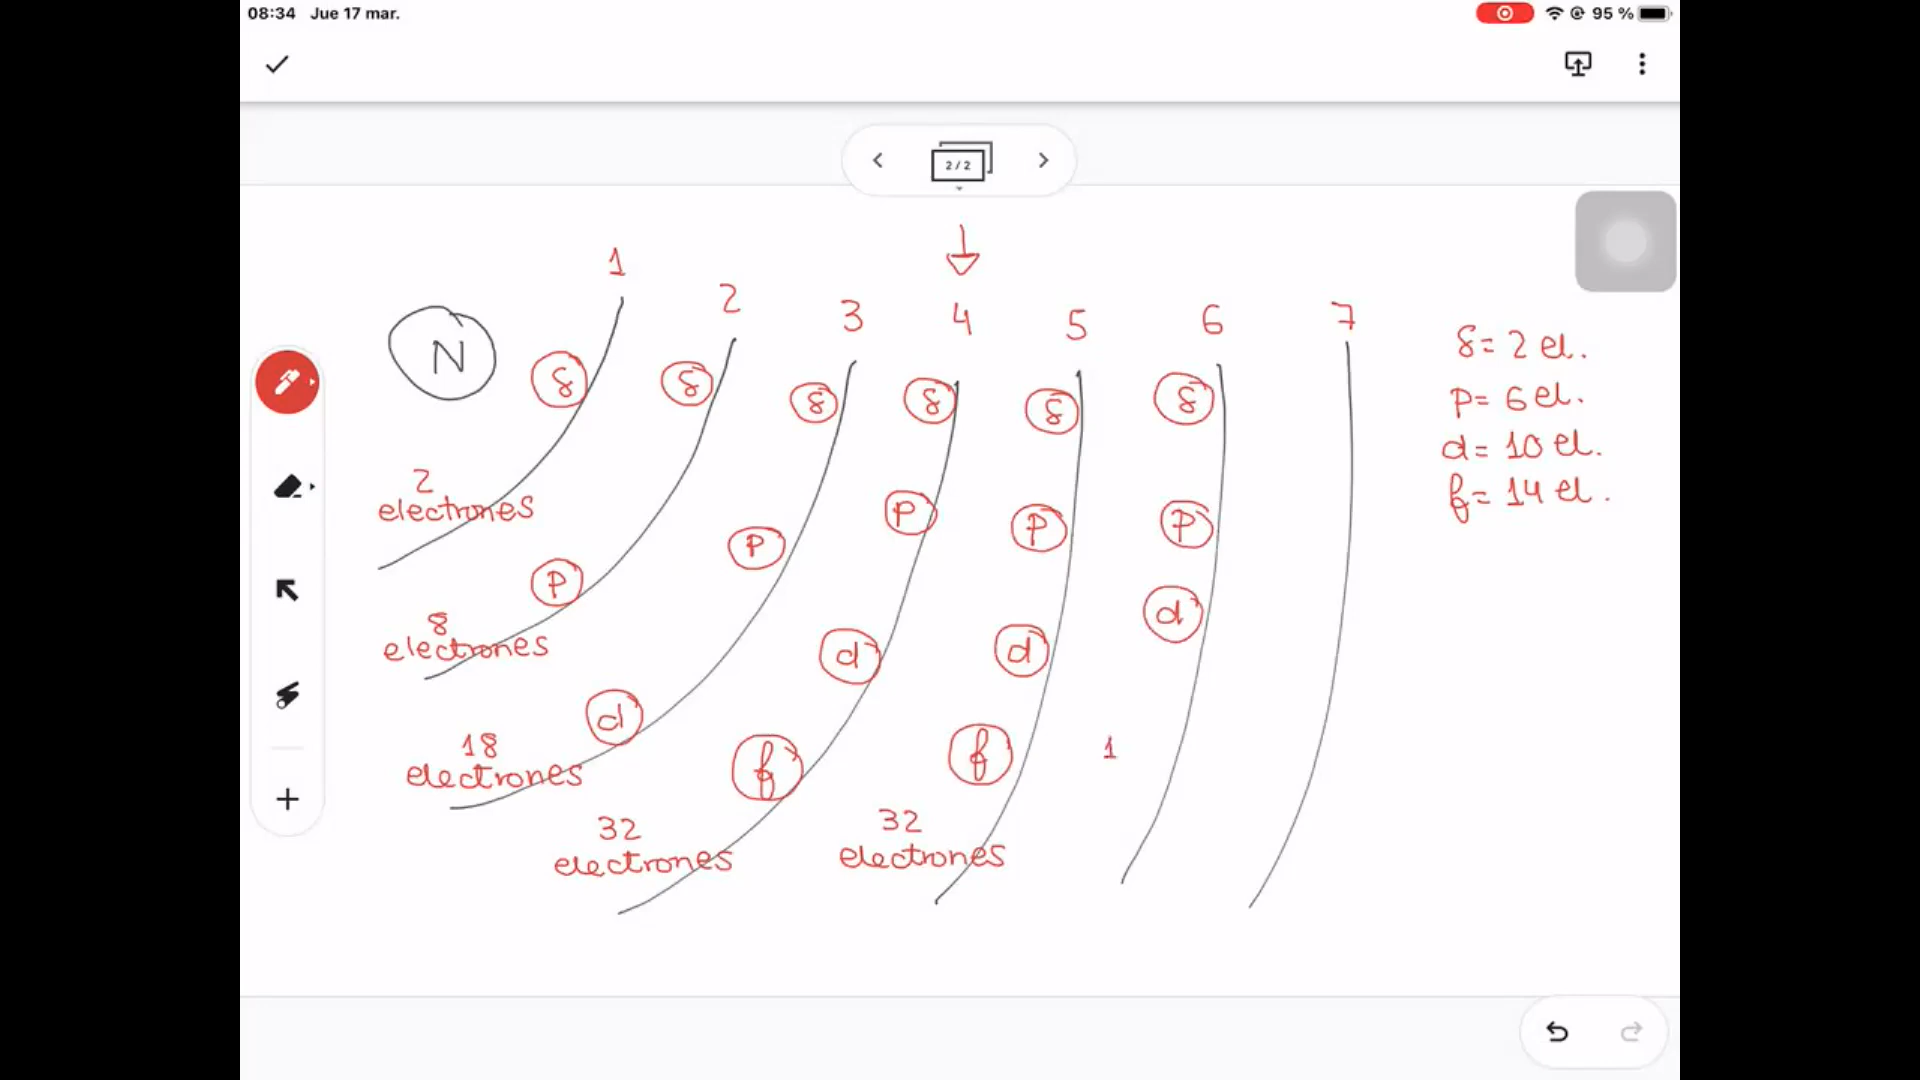 08:34 Jue 17 mar.
95 %
2 / 2
1
2
3
4
5
6
7
N
s
s
s
s
s
s
s= 2 el.
p= 6 el.
d= 10 el.
f= 14 el.
2
electrones
p
p
p
p
p
8
electrones
d
d
d
d
18
electrones
f
f
1
32
electrones
32
electrones